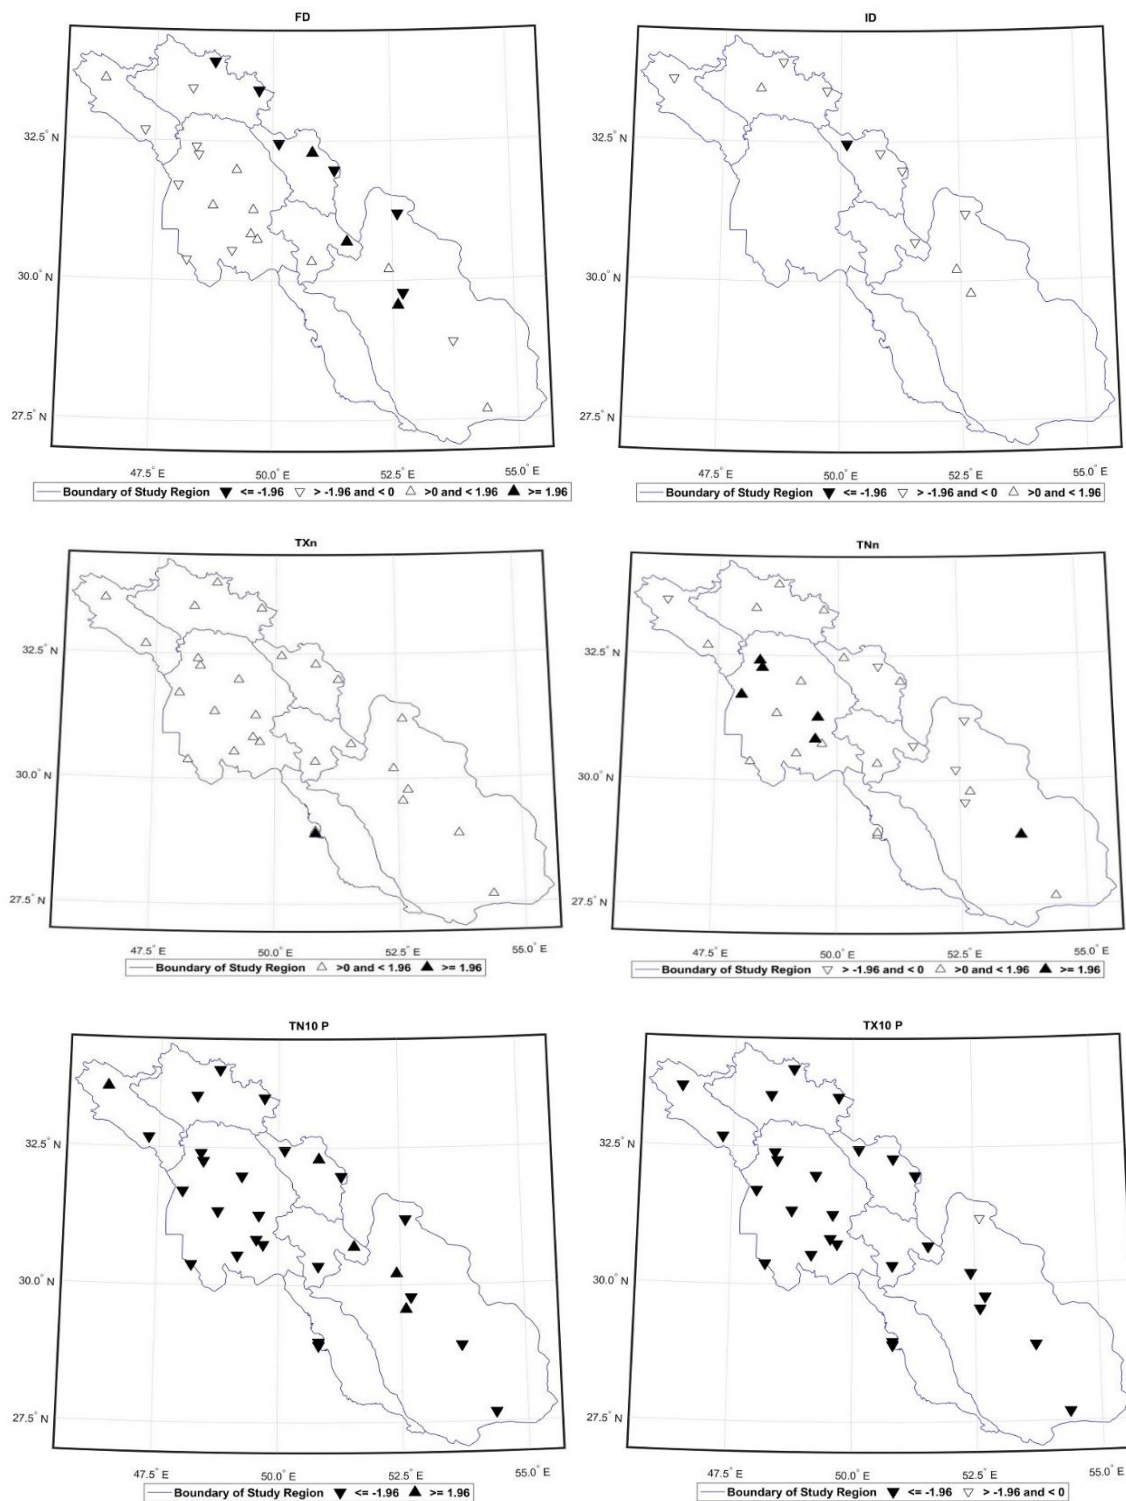 FD
32.5° N
30.0° N
27.5° N
47.5° E 50.0° E 52.5° E 55.0° E
Boundary of Study Region ▼ <= -1.96 ▽ > -1.96 and < 0 △ >0 and < 1.96 ▲ >= 1.96
ID
32.5° N
30.0° N
27.5° N
47.5° E 50.0° E 52.5° E 55.0° E
Boundary of Study Region ▼ <= -1.96 ▽ > -1.96 and < 0 △ >0 and < 1.96
TXn
32.5° N
30.0° N
27.5° N
47.5° E 50.0° E 52.5° E 55.0° E
Boundary of Study Region △ >0 and < 1.96 ▲ >= 1.96
TNn
32.5° N
30.0° N
27.5° N
47.5° E 50.0° E 52.5° E 55.0° E
Boundary of Study Region ▽ > -1.96 and < 0 △ >0 and < 1.96 ▲ >= 1.96
TN10 P
32.5° N
30.0° N
27.5° N
47.5° E 50.0° E 52.5° E 55.0° E
Boundary of Study Region ▼ <= -1.96 ▲ >= 1.96
TX10 P
32.5° N
30.0° N
27.5° N
47.5° E 50.0° E 52.5° E 55.0° E
Boundary of Study Region ▼ <= -1.96 ▽ > -1.96 and < 0